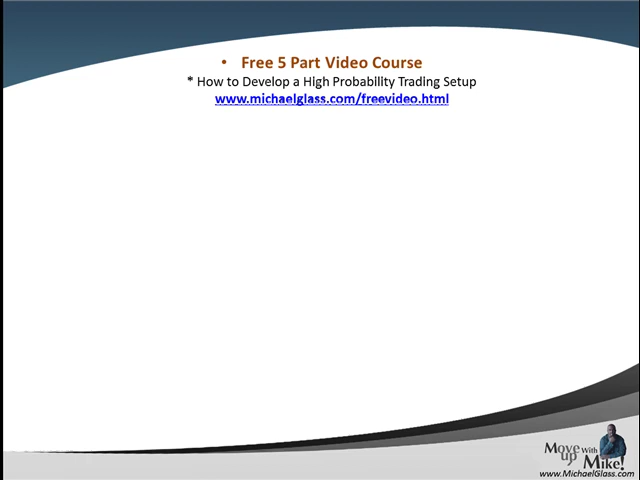 • Free 5 Part Video Course
* How to Develop a High Probability Trading Setup
www.michaelglass.com/freevideo.html
Move up With Mike!
www.MichaelGlass.com